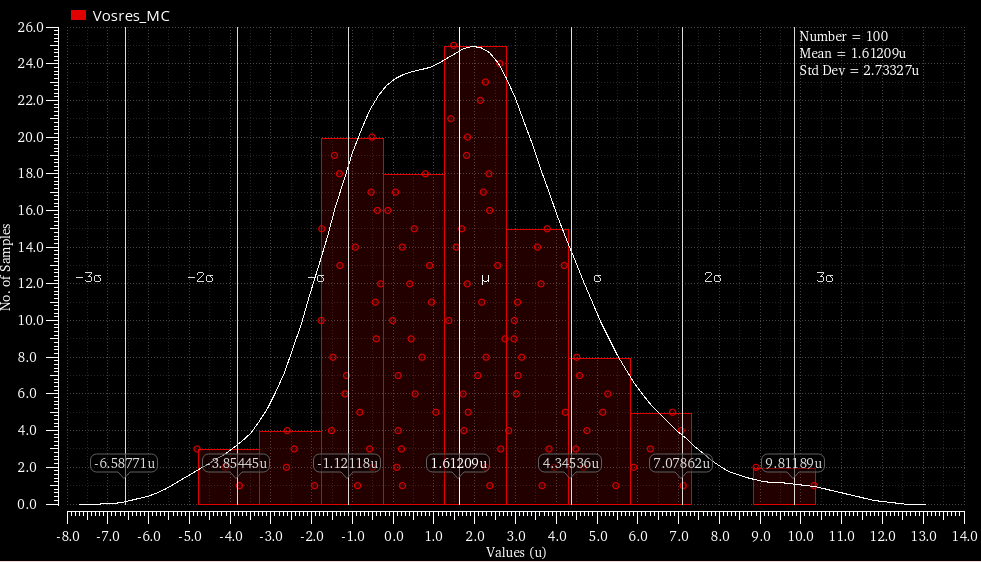 Vosres_MC
Number = 100
Mean = 1.61209u
Std Dev = 2.73327u
26.0
24.0
22.0
20.0
18.0
16.0
14.0
12.0
10.0
8.0
6.0
4.0
2.0
0.0
No. of Samples
-3σ -2σ -σ μ σ 2σ 3σ
-6.58771u -3.85445u -1.12118u 1.61209u 4.34536u 7.07862u 9.81189u
-8.0 -7.0 -6.0 -5.0 -4.0 -3.0 -2.0 -1.0 0.0 1.0 2.0 3.0 4.0 5.0 6.0 7.0 8.0 9.0 10.0 11.0 12.0 13.0 14.0
Values (u)